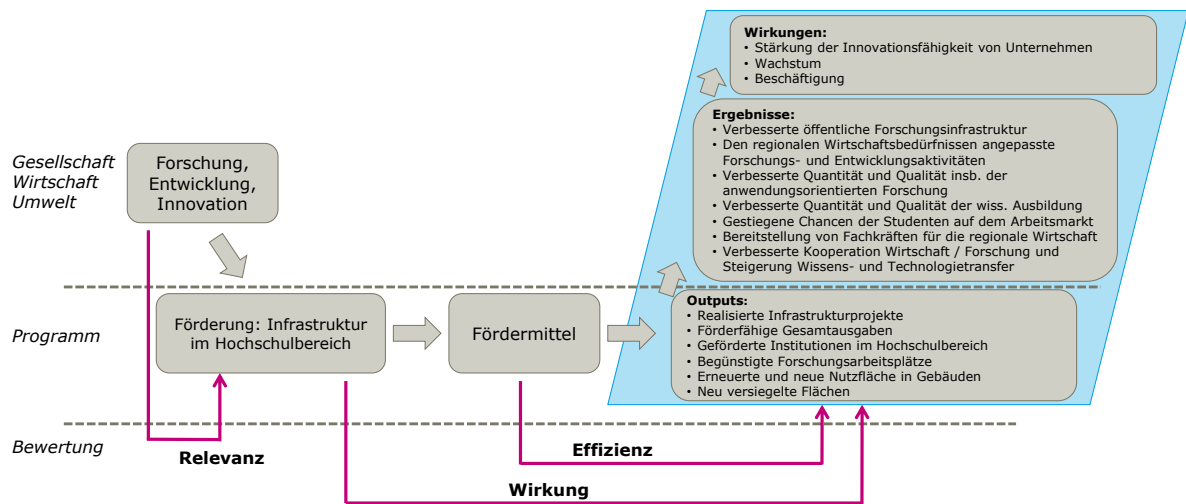 Wirkungen:
• Stärkung der Innovationsfähigkeit von Unternehmen
• Wachstum
• Beschäftigung
Ergebnisse:
• Verbesserte öffentliche Forschungsinfrastruktur
• Den regionalen Wirtschaftsbedürfnissen angepasste
Forschungs- und Entwicklungsaktivitäten
• Verbesserte Quantität und Qualität insb. der
anwendungsorientierten Forschung
• Verbesserte Quantität und Qualität der wiss. Ausbildung
• Gestiegene Chancen der Studenten auf dem Arbeitsmarkt
• Bereitstellung von Fachkräften für die regionale Wirtschaft
• Verbesserte Kooperation Wirtschaft / Forschung und
Steigerung Wissens- und Technologietransfer
Gesellschaft
Wirtschaft
Umwelt
Forschung,
Entwicklung,
Innovation
Programm
Förderung: Infrastruktur
im Hochschulbereich
Fördermittel
Outputs:
• Realisierte Infrastrukturprojekte
• Förderfähige Gesamtausgaben
• Geförderte Institutionen im Hochschulbereich
• Begünstigte Forschungsarbeitsplätze
• Erneuerte und neue Nutzfläche in Gebäuden
• Neu versiegelte Flächen
Bewertung
Relevanz
Effizienz
Wirkung